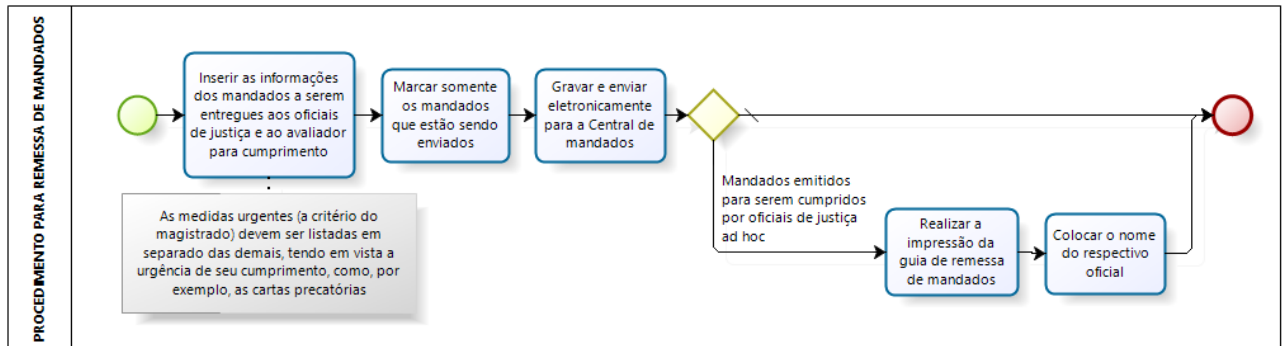 PROCEDIMENTO PARA REMESSA DE MANDADOS
Inserir as informações
dos mandados a serem
entregues aos oficiais
de justiça e ao avaliador
para cumprimento
Marcar somente
os mandados
que estão sendo
enviados
Gravar e enviar
eletronicamente
para a Central de
mandados
As medidas urgentes (a critério do
magistrado) devem ser listadas em
separado das demais, tendo em vista a
urgência de seu cumprimento, como, por
exemplo, as cartas precatórias
Mandados emitidos
para serem cumpridos
por oficiais de justiça
ad hoc
Realizar a
impressão da
guia de remessa
de mandados
Colocar o nome
do respectivo
oficial